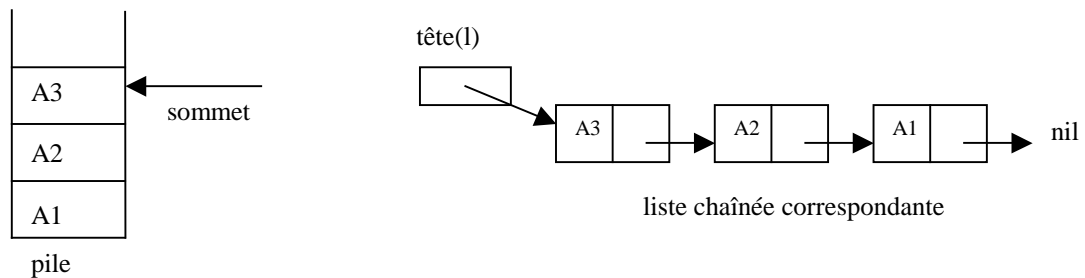 A3
sommet
A2
A1
pile
tête(l)
A3
A2
A1
nil
liste chaînée correspondante